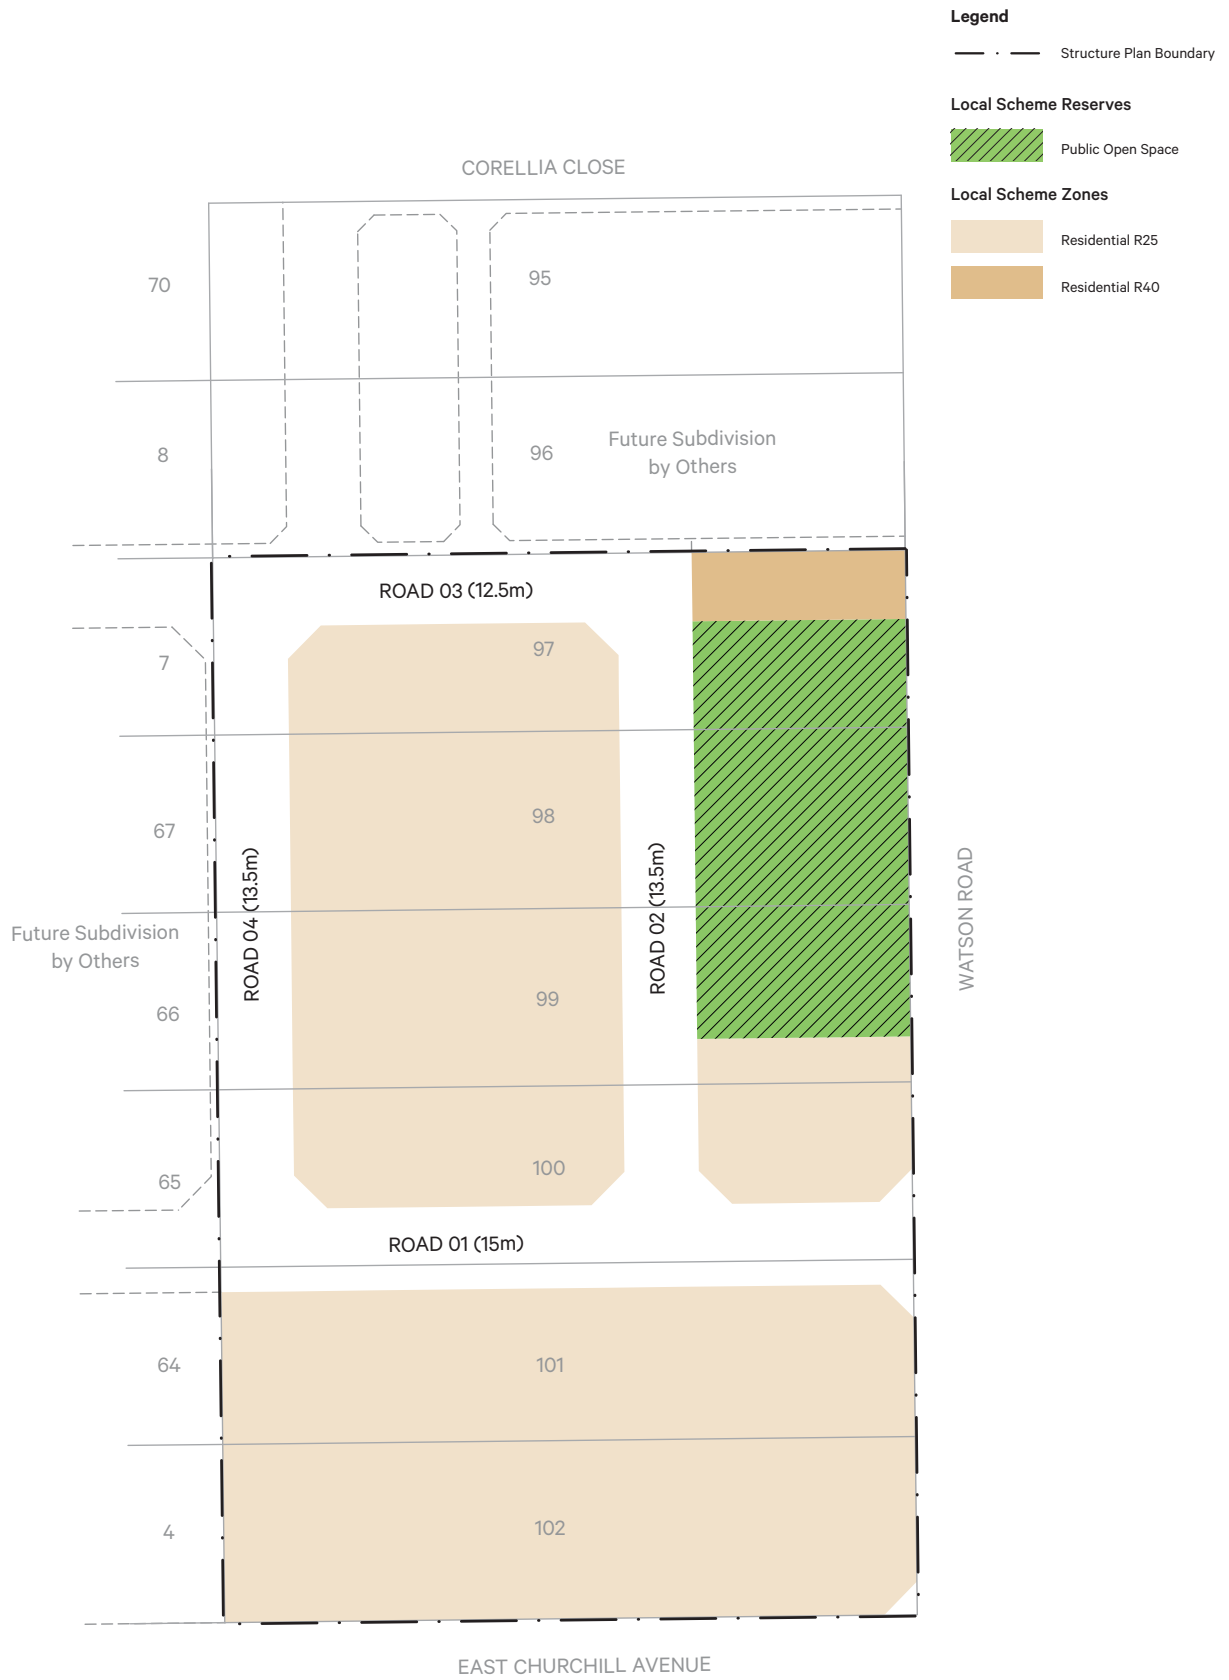 Legend
Structure Plan Boundary
Local Scheme Reserves
Public Open Space
Local Scheme Zones
Residential R25
Residential R40
CORELLIA CLOSE
70
95
8
96
Future Subdivision
by Others
ROAD 03 (12.5m)
7
97
67
98
ROAD 04 (13.5m)
ROAD 02 (13.5m)
WATSON ROAD
Future Subdivision
by Others
66
99
65
100
ROAD 01 (15m)
64
101
4
102
EAST CHURCHILL AVENUE